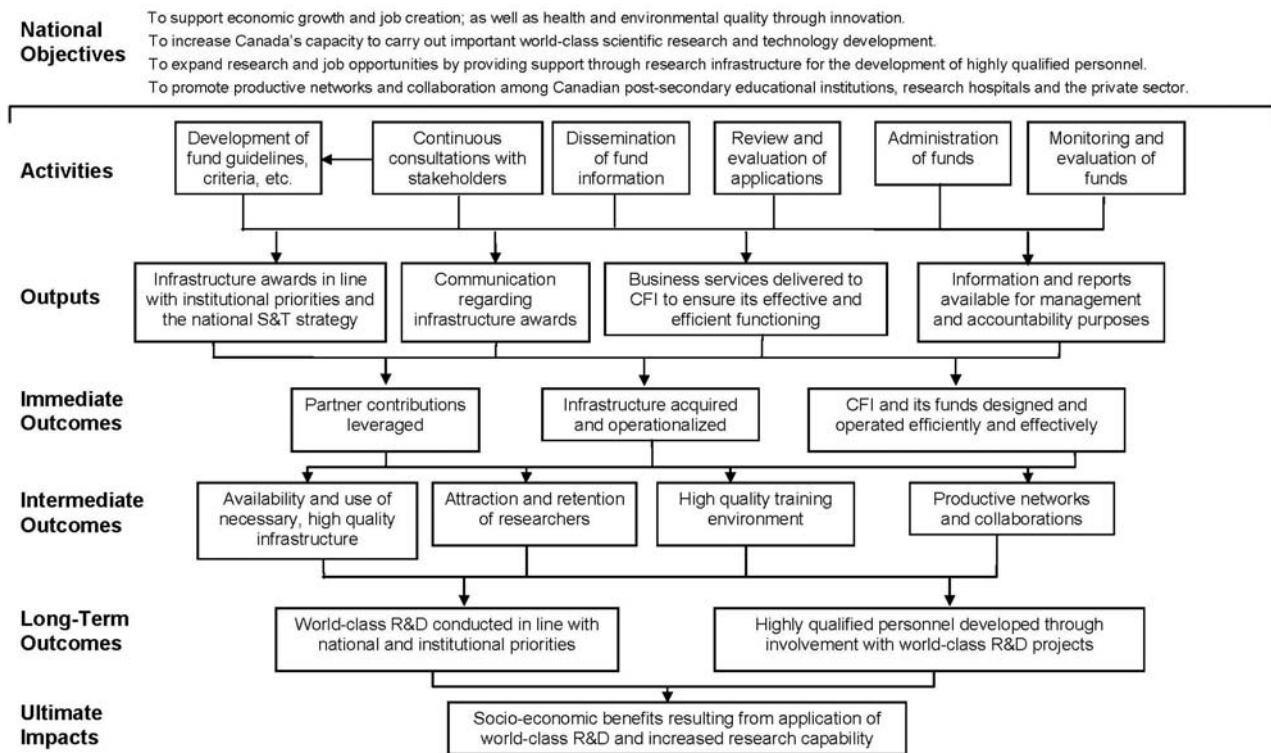 National
Objectives
To support economic growth and job creation; as well as health and environmental quality through innovation.
To increase Canada's capacity to carry out important world-class scientific research and technology development.
To expand research and job opportunities by providing support through research infrastructure for the development of highly qualified personnel.
To promote productive networks and collaboration among Canadian post-secondary educational institutions, research hospitals and the private sector.
Activities
Development of
fund guidelines,
criteria, etc.
Continuous
consultations with
stakeholders
Dissemination
of fund
information
Review and
evaluation of
applications
Administration
of funds
Monitoring and
evaluation of
funds
Outputs
Infrastructure awards in line
with institutional priorities and
the national S&T strategy
Communication
regarding
infrastructure awards
Business services delivered to
CFI to ensure its effective and
efficient functioning
Information and reports
available for management
and accountability purposes
Immediate
Outcomes
Partner contributions
leveraged
Infrastructure acquired
and operationalized
CFI and its funds designed and
operated efficiently and effectively
Intermediate
Outcomes
Availability and use of
necessary, high quality
infrastructure
Attraction and retention
of researchers
High quality training
environment
Productive networks
and collaborations
Long-Term
Outcomes
World-class R&D conducted in line with
national and institutional priorities
Highly qualified personnel developed through
involvement with world-class R&D projects
Ultimate
Impacts
Socio-economic benefits resulting from application of
world-class R&D and increased research capability